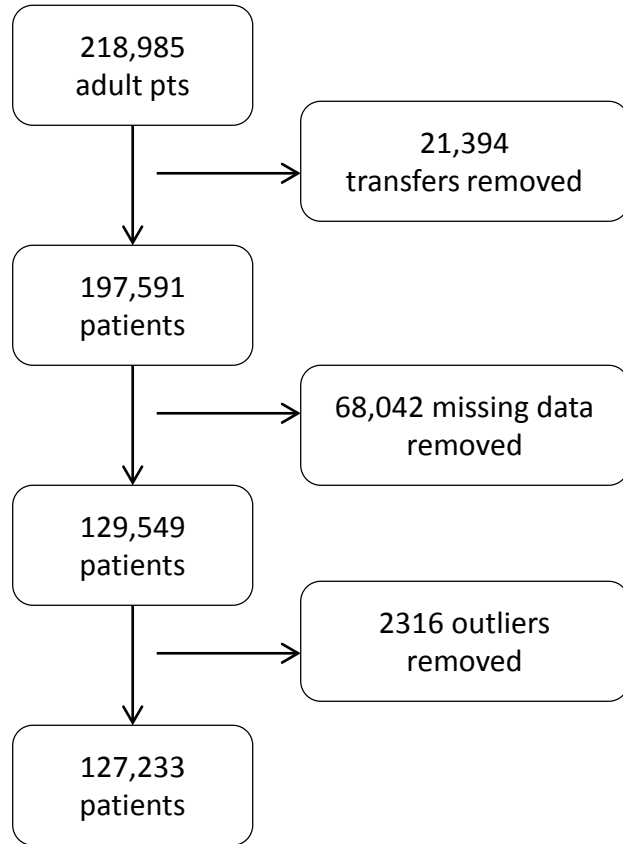 218,985
adult pts
21,394
transfers removed
197,591
patients
68,042 missing data
removed
129,549
patients
2316 outliers
removed
127,233
patients